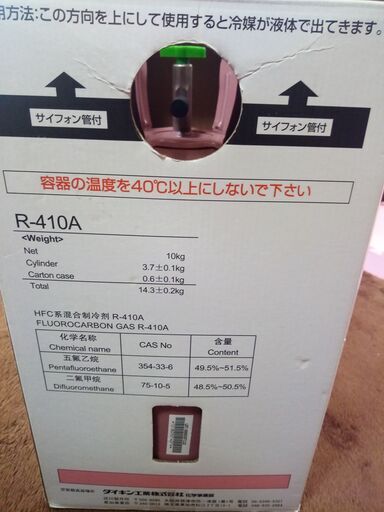 用方法:この方向を上にして使用すると冷媒が液体で出てきます。
サイフォン管付
サイフォン管付
容器の温度を40℃以上にしないで下さい
R-410A
<Weight>
Net 10kg
Cylinder 3.7±0.1kg
Carton case 0.6±0.1kg
Total 14.3±0.2kg
HFC系混合制冷剂 R-410A
FLUOROCARBON GAS R-410A
化学名称 CAS No 含量
Chemical name Content
五氟乙烷 354-33-6 49.5%~51.5%
Pentafluoroethane
二氟甲烷 75-10-5 48.5%~50.5%
Difluoromethane
ダイキン工業株式会社 化学事業部